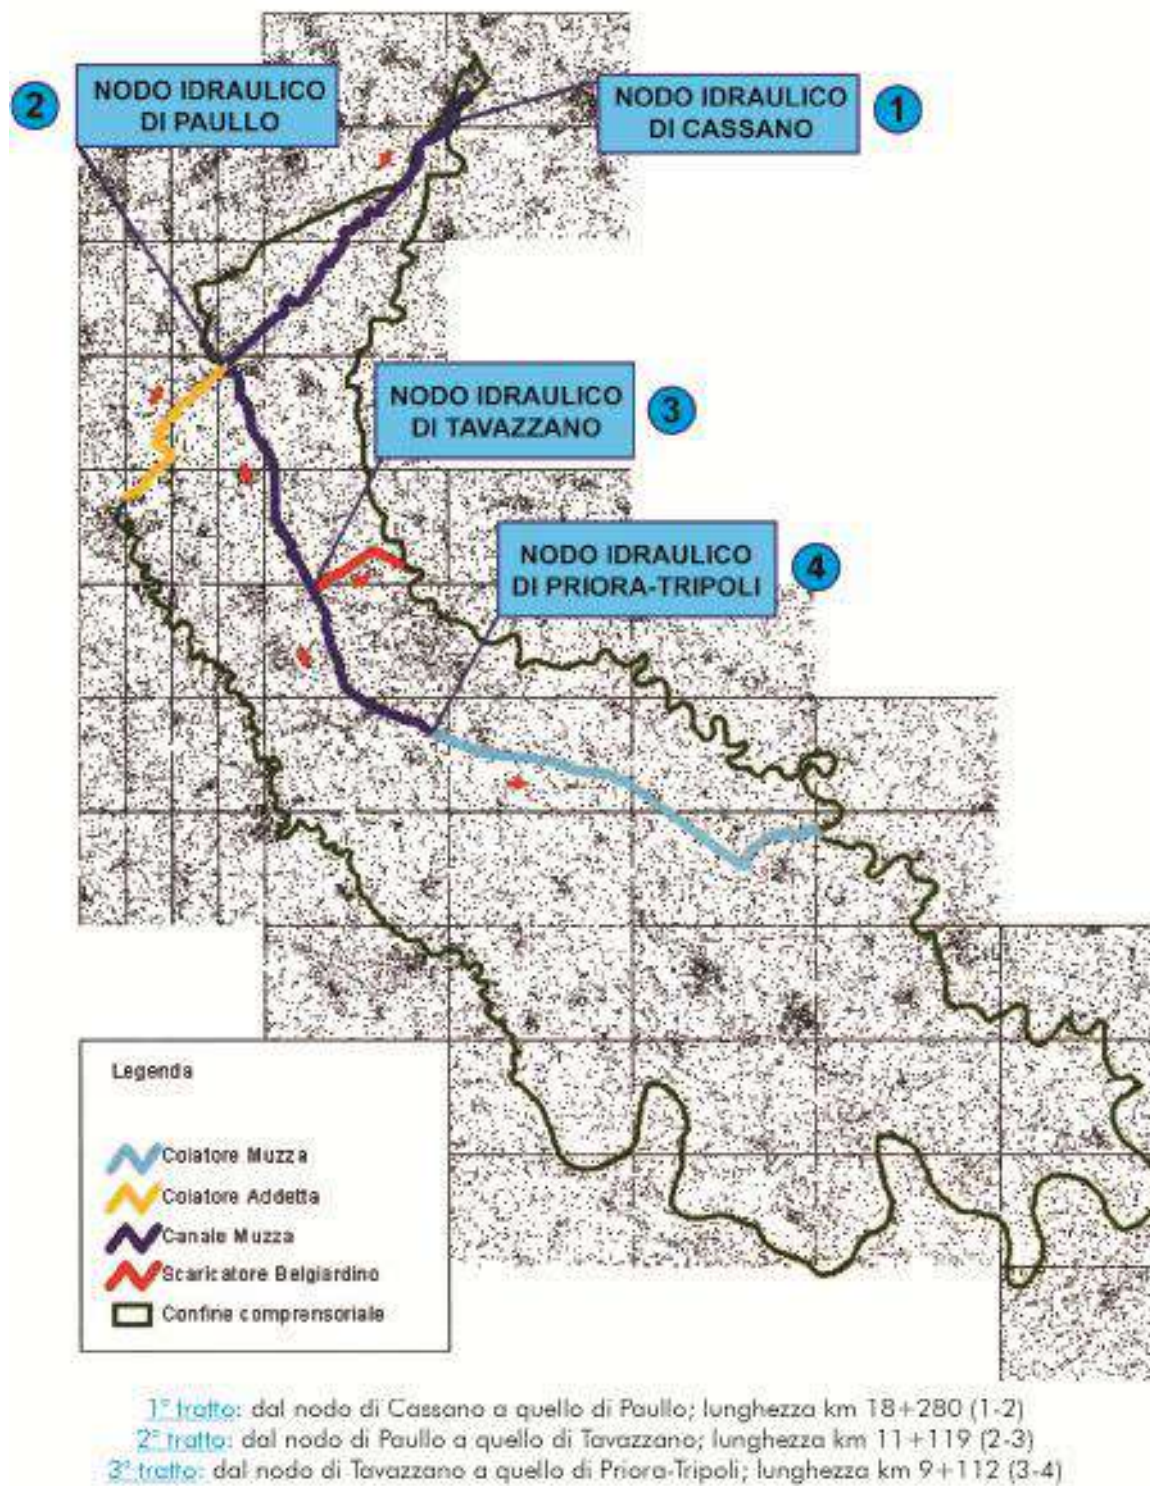 2
NODO IDRAULICO
DI PAULLO
NODO IDRAULICO
DI CASSANO
1
NODO IDRAULICO
DI TAVAZZANO
3
NODO IDRAULICO
DI PRIORA-TRIPOLI
4
Legenda
Colatore Muzza
Colatore Addetta
Canale Muzza
Scaricatore Belgiardino
Confine comprensoriale
1° tratto: dal nodo di Cassano a quello di Paullo; lunghezza km 18+280 (1-2)
2° tratto: dal nodo di Paullo a quello di Tavazzano; lunghezza km 11+119 (2-3)
3° tratto: dal nodo di Tavazzano a quello di Priora-Tripoli; lunghezza km 9+112 (3-4)